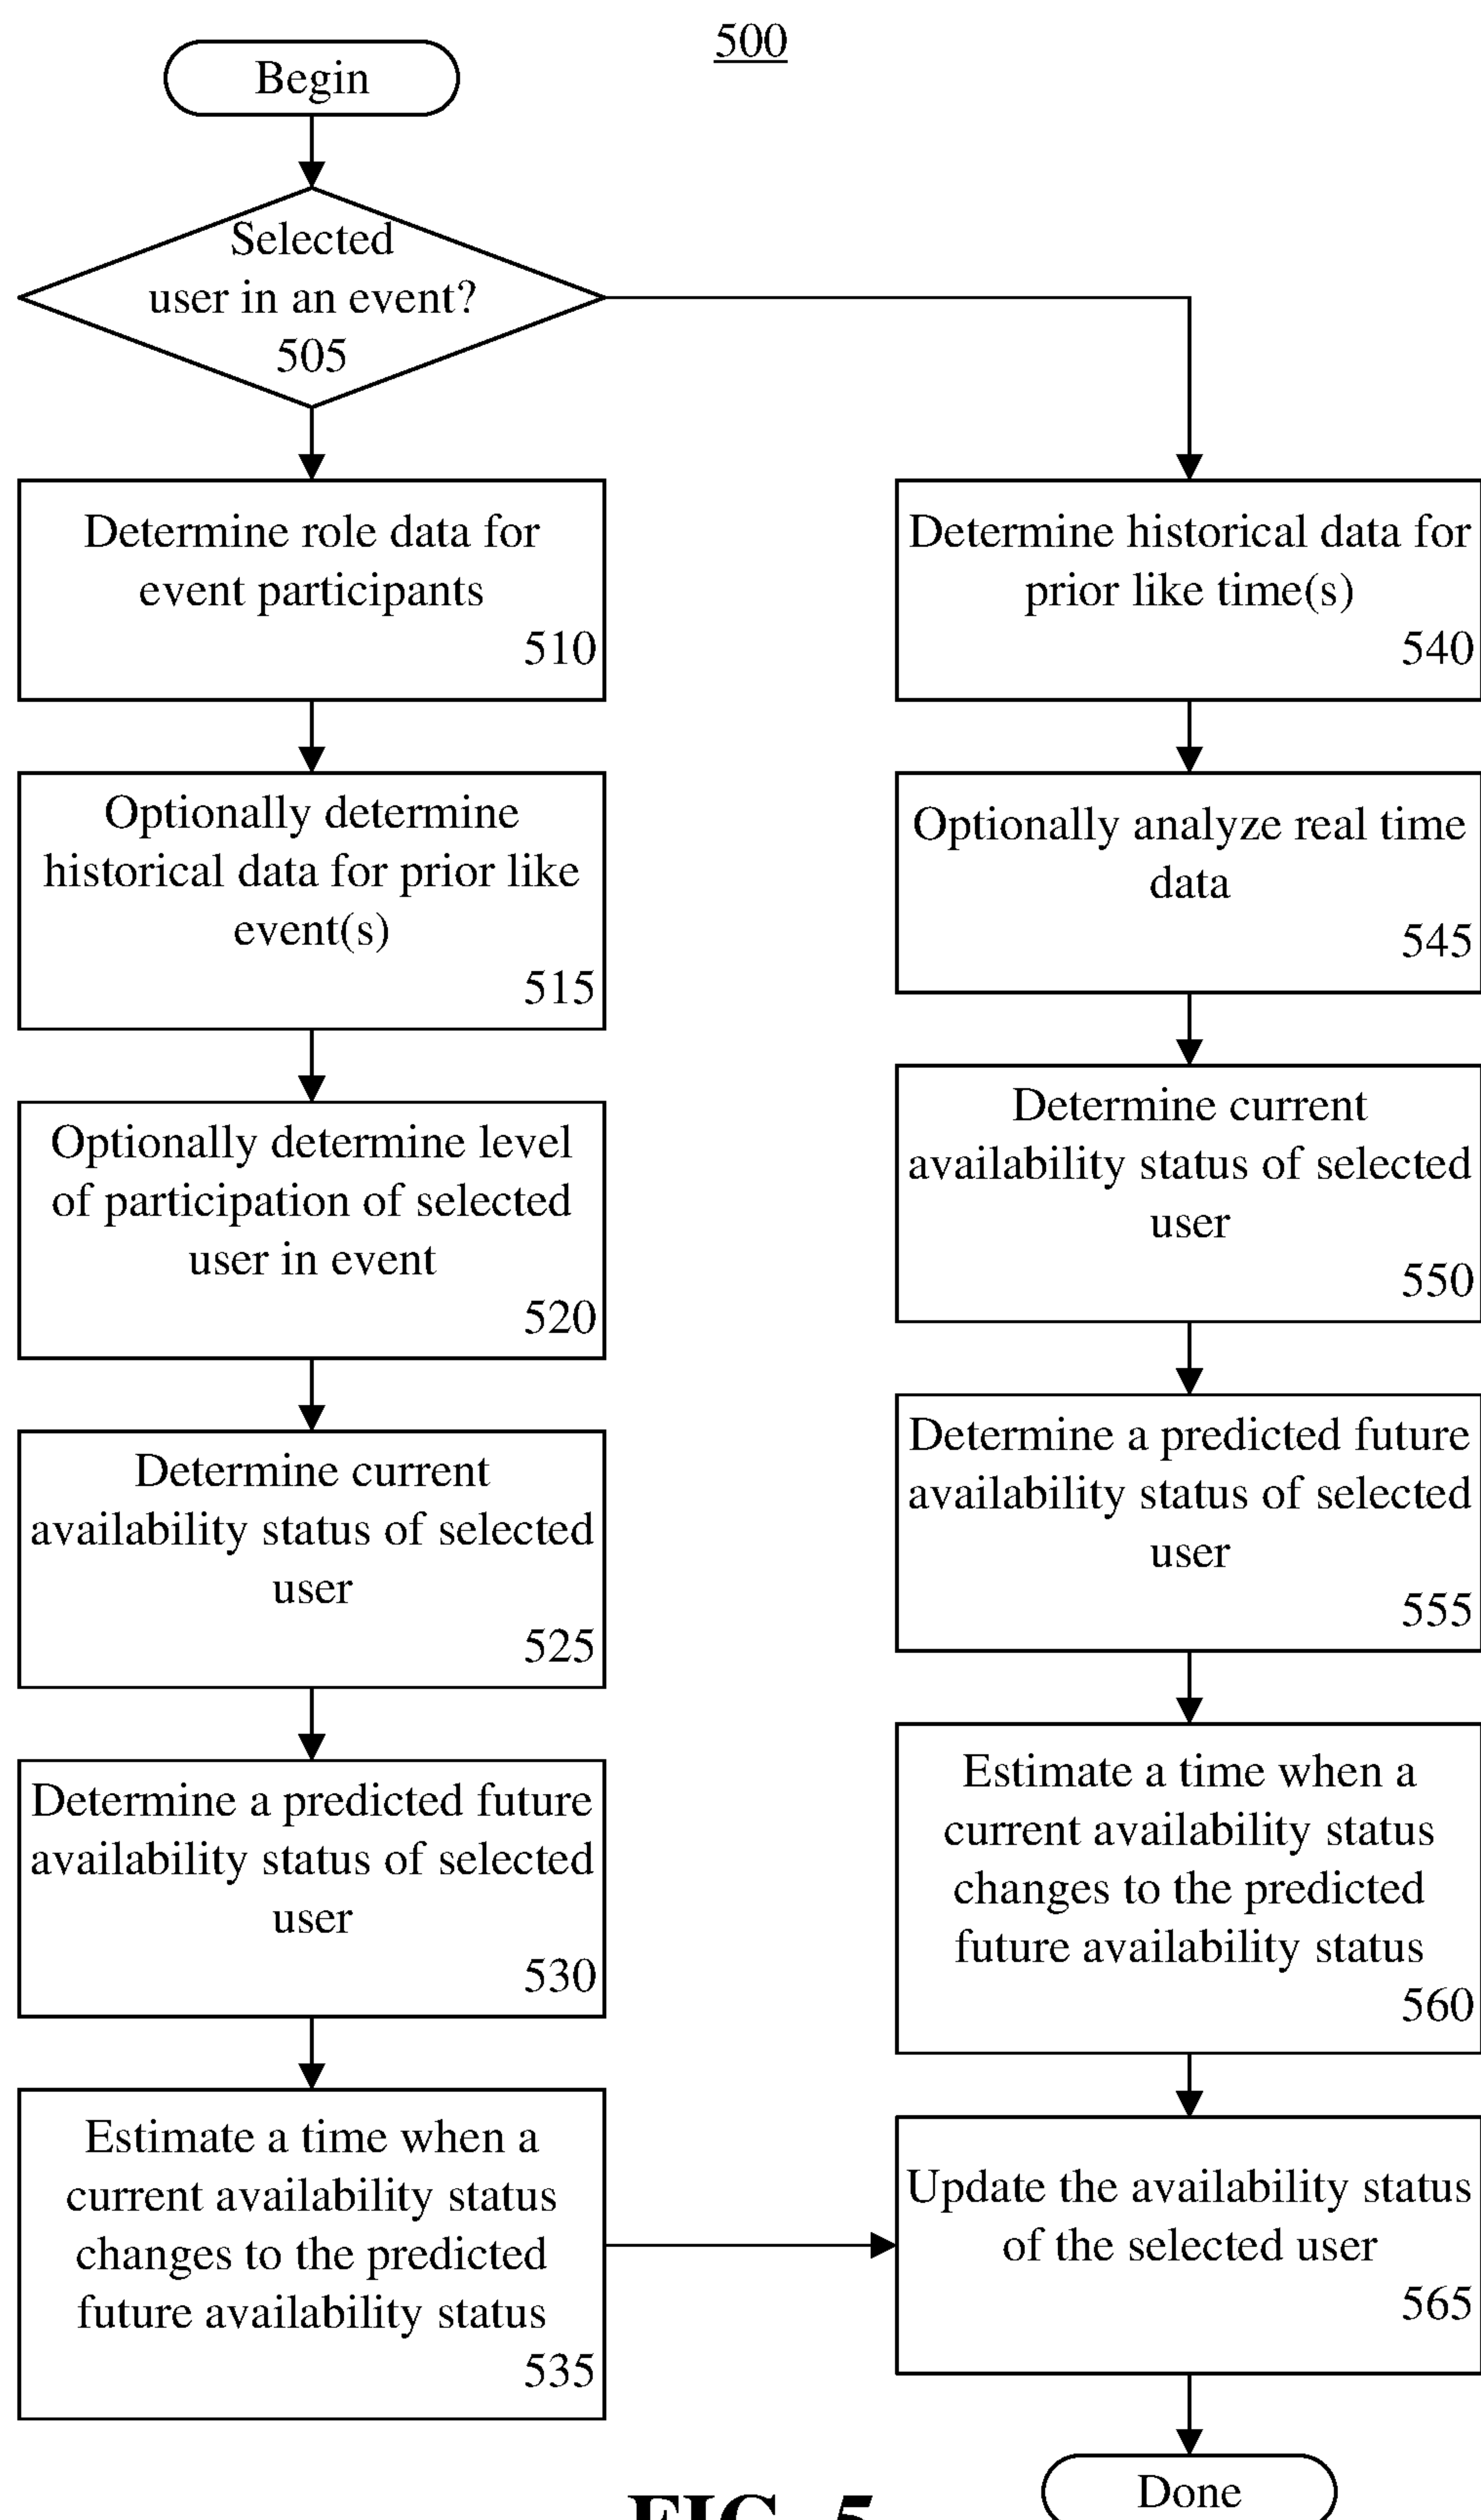 500
Begin
Selected
user in an event?
505
Determine role data for
event participants
510
Optionally determine
historical data for prior like
event(s)
515
Optionally determine level
of participation of selected
user in event
520
Determine current
availability status of selected
user
525
Determine a predicted future
availability status of selected
user
530
Estimate a time when a
current availability status
changes to the predicted
future availability status
535
Determine historical data for
prior like time(s)
540
Optionally analyze real time
data
545
Determine current
availability status of selected
user
550
Determine a predicted future
availability status of selected
user
555
Estimate a time when a
current availability status
changes to the predicted
future availability status
560
Update the availability status
of the selected user
565
Done
FIG. 5